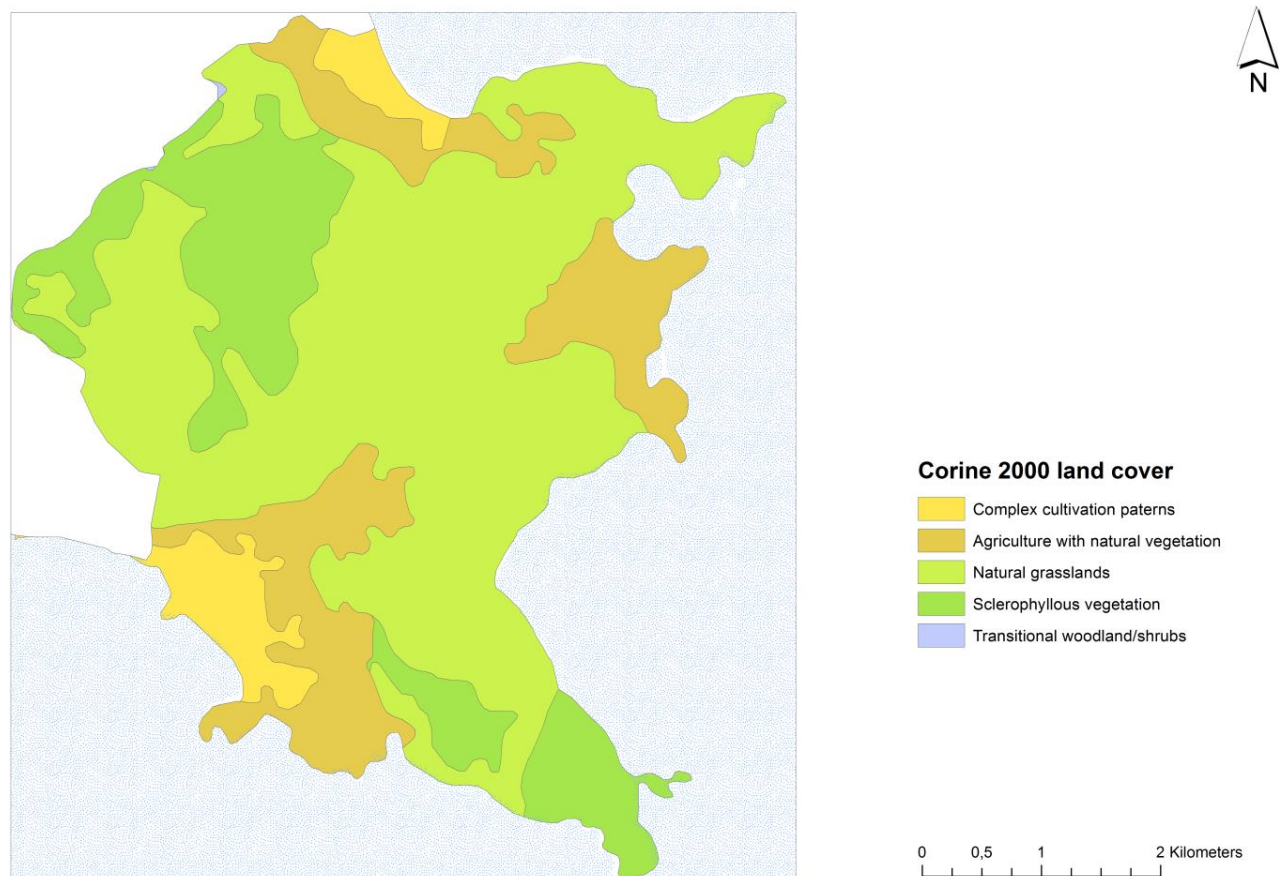 N
Corine 2000 land cover
Complex cultivation paterns
Agriculture with natural vegetation
Natural grasslands
Sclerophyllous vegetation
Transitional woodland/shrubs
0 0,5 1 2 Kilometers